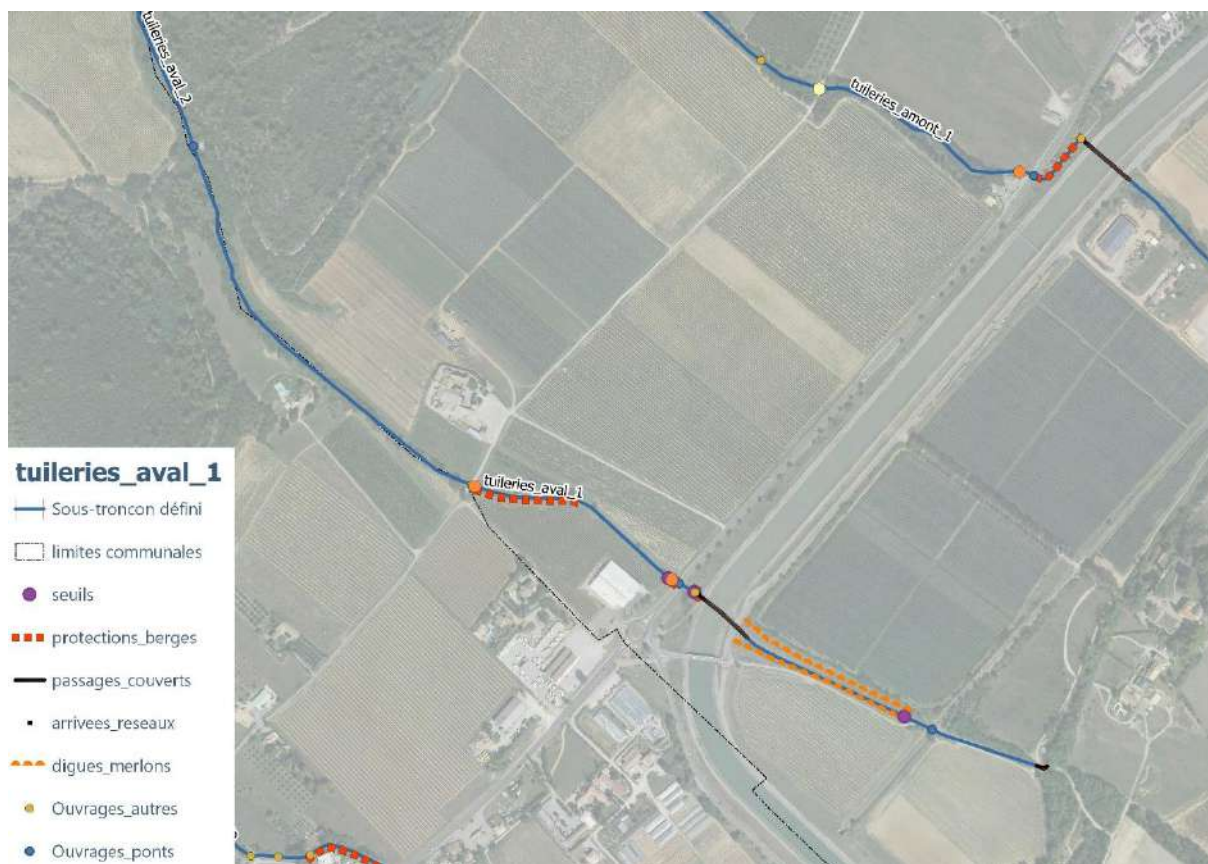 tuileries_aval_2
tuileries_amont_1
tuileries_aval_1
tuileries_aval_1
Sous-troncon défini
limites communales
seuils
protections_berges
passages_couverts
arrivees_reseaux
digues_merlons
Ouvrages_autres
Ouvrages_ponts